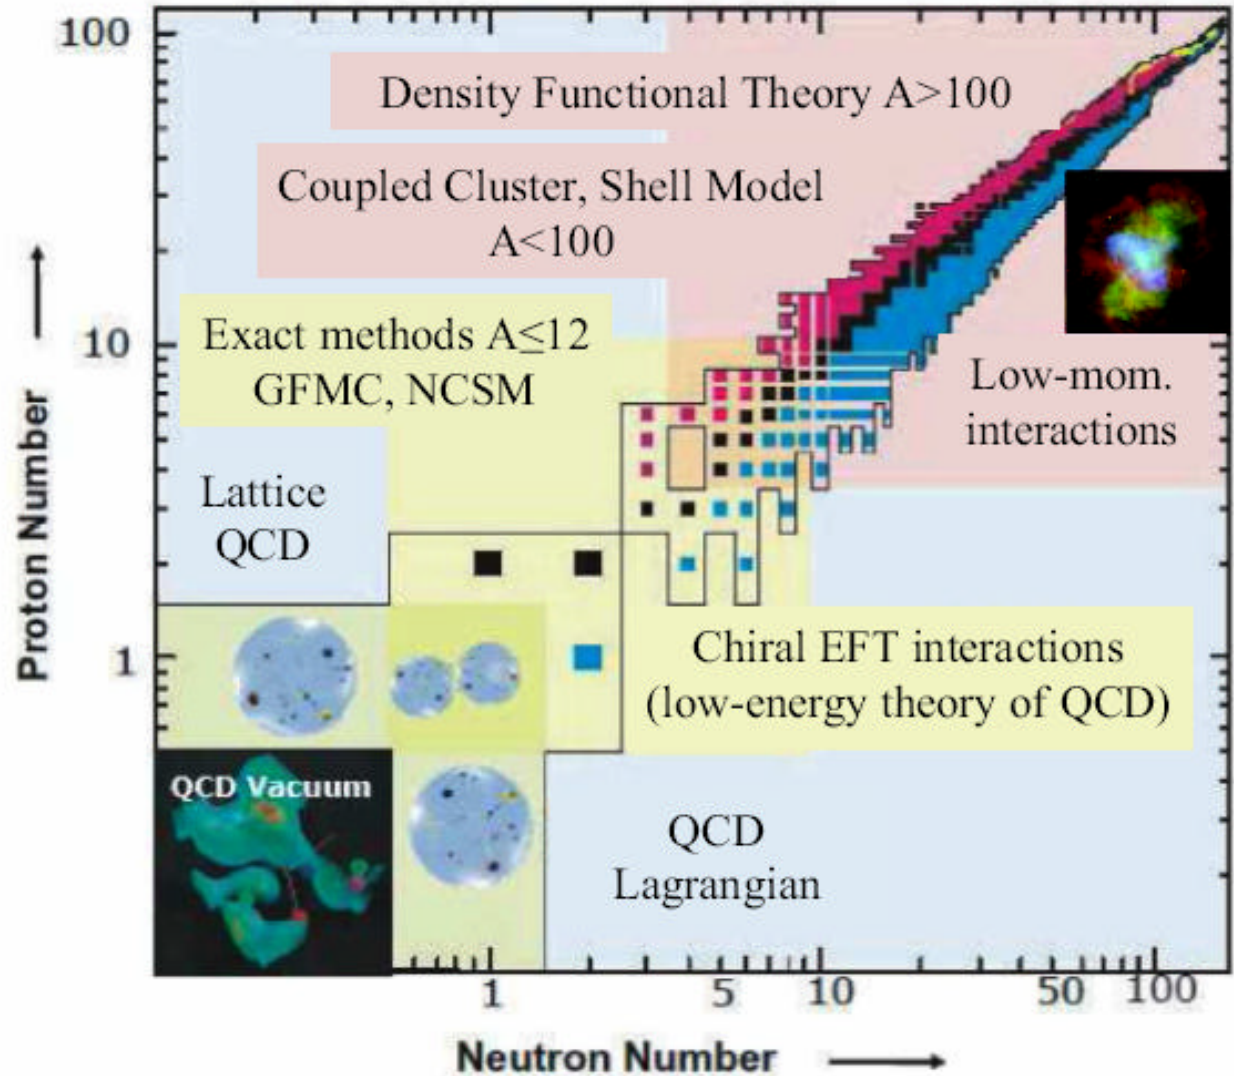 100
Density Functional Theory A>100
Coupled Cluster, Shell Model
A<100
Exact methods A≤12
GFMC, NCSM
10
Low-mom.
interactions
Lattice
QCD
Proton Number
1
Chiral EFT interactions
(low-energy theory of QCD)
QCD Vacuum
QCD
Lagrangian
1
5
10
50
100
Neutron Number